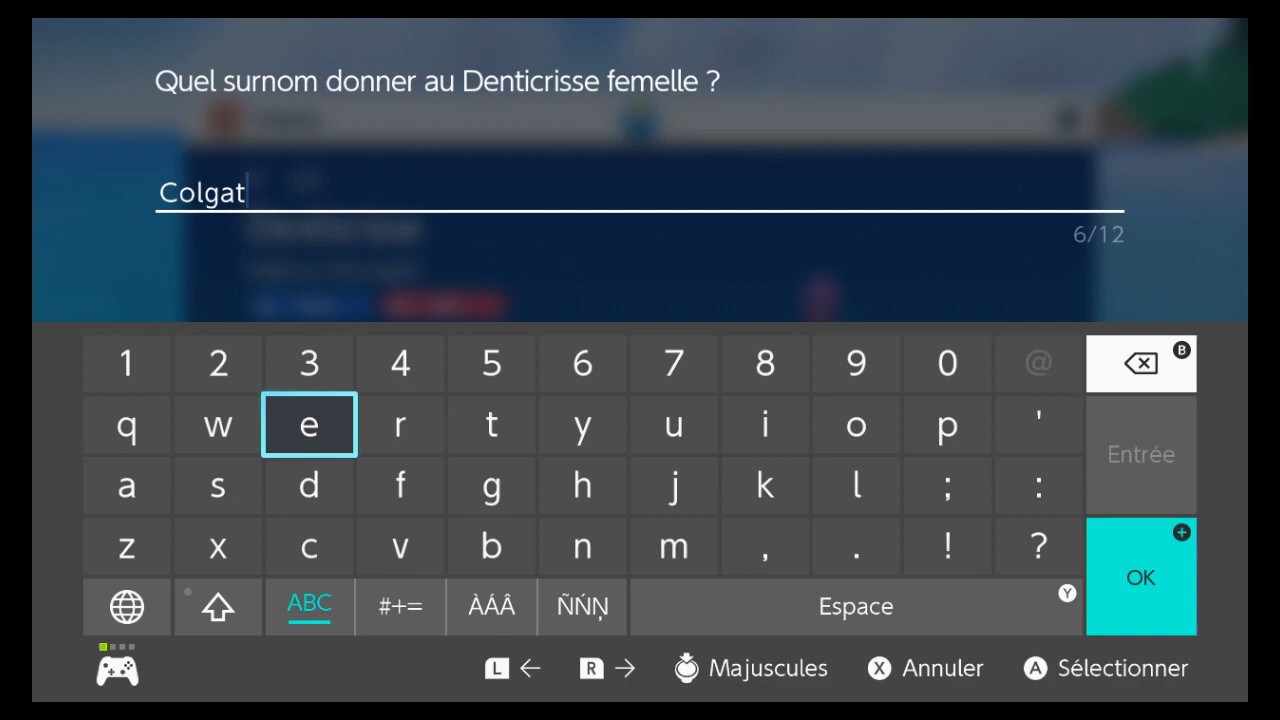 Quel surnom donner au Denticrisse femelle ?
Colgat
6/12
1 2 3 4 5 6 7 8 9 0 @ B
q w e r t y u i o p ' Entrée
a s d f g h j k l ; :
z x c v b n m , . ! ? OK
ABC #+= ÀÁÂ ÑŃŅ Espace Y
L ← R → Majuscules X Annuler A Sélectionner